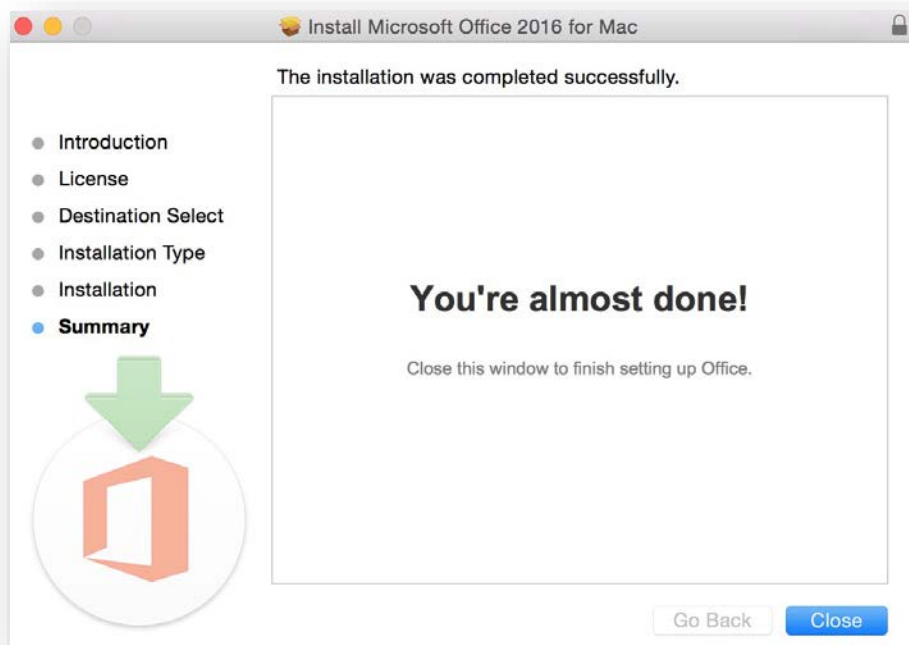 Install Microsoft Office 2016 for Mac
The installation was completed successfully.
Introduction
License
Destination Select
Installation Type
Installation
Summary
You're almost done!
Close this window to finish setting up Office.
Go Back
Close